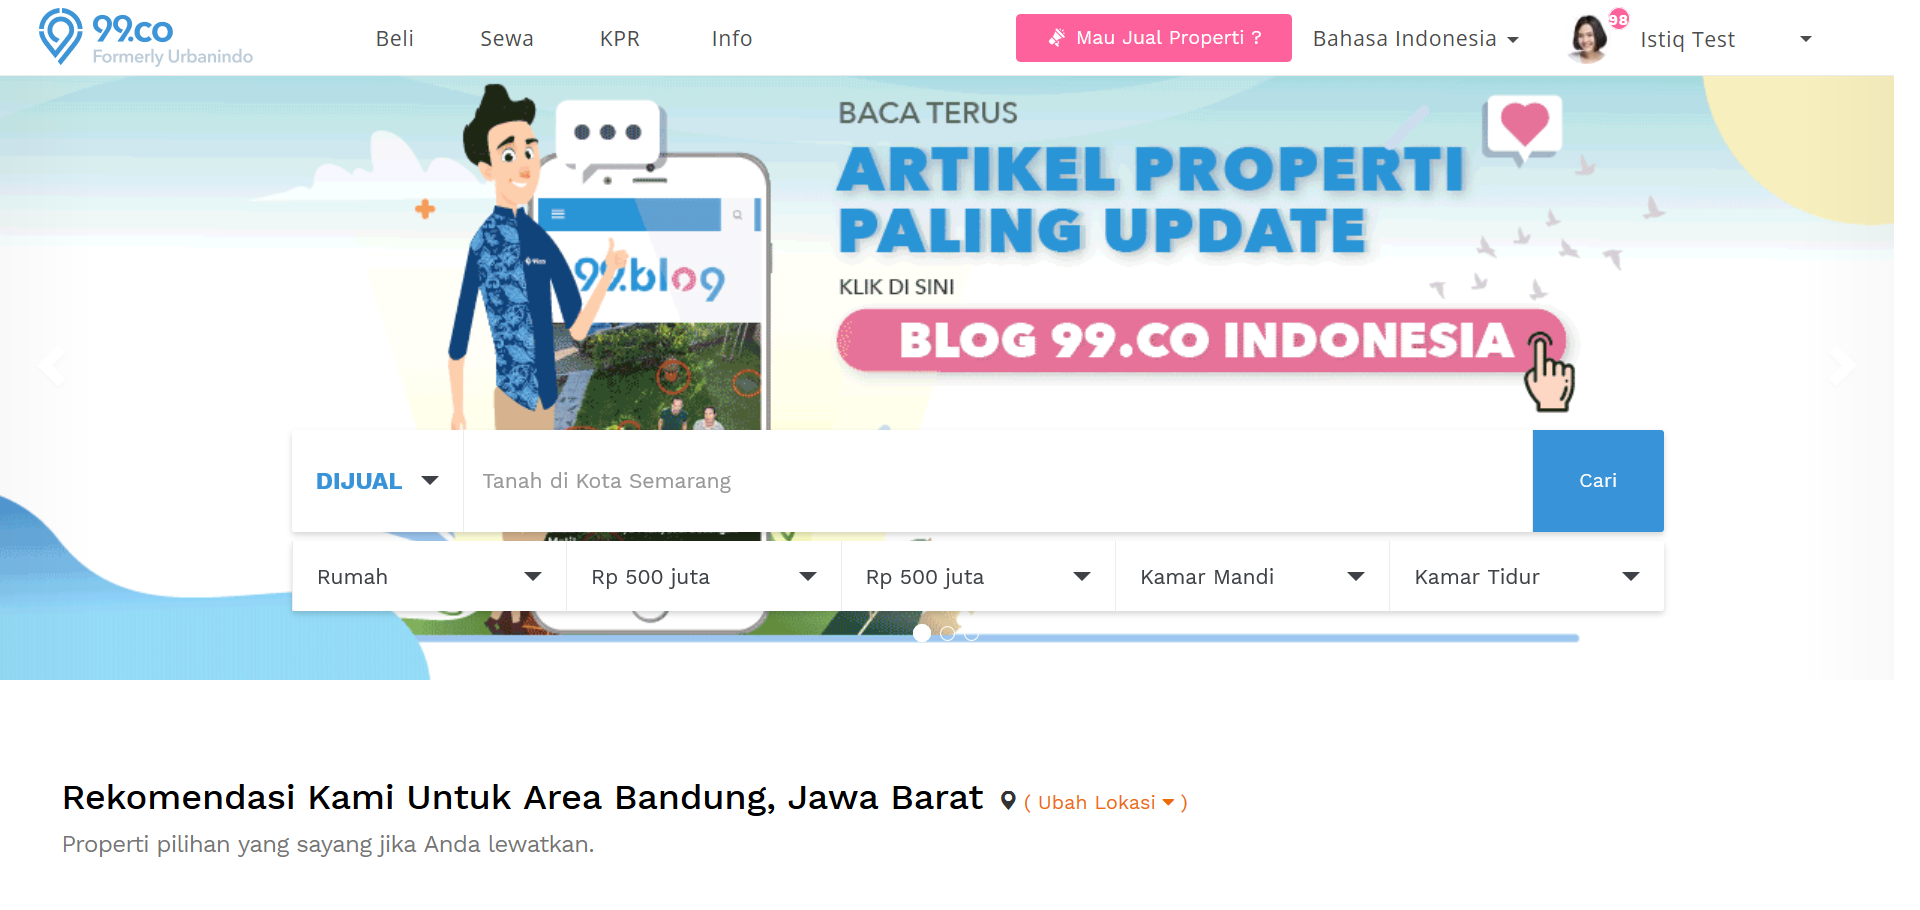 99.co
Formerly Urbanindo
Beli
Sewa
KPR
Info
Mau Jual Properti ?
Bahasa Indonesia
98
Istiq Test
BACA TERUS
ARTIKEL PROPERTI
PALING UPDATE
KLIK DI SINI
BLOG 99.CO INDONESIA
99.co
99.blog
DIJUAL
Tanah di Kota Semarang
Cari
Rumah
Rp 500 juta
Rp 500 juta
Kamar Mandi
Kamar Tidur
Rekomendasi Kami Untuk Area Bandung, Jawa Barat
( Ubah Lokasi )
Properti pilihan yang sayang jika Anda lewatkan.